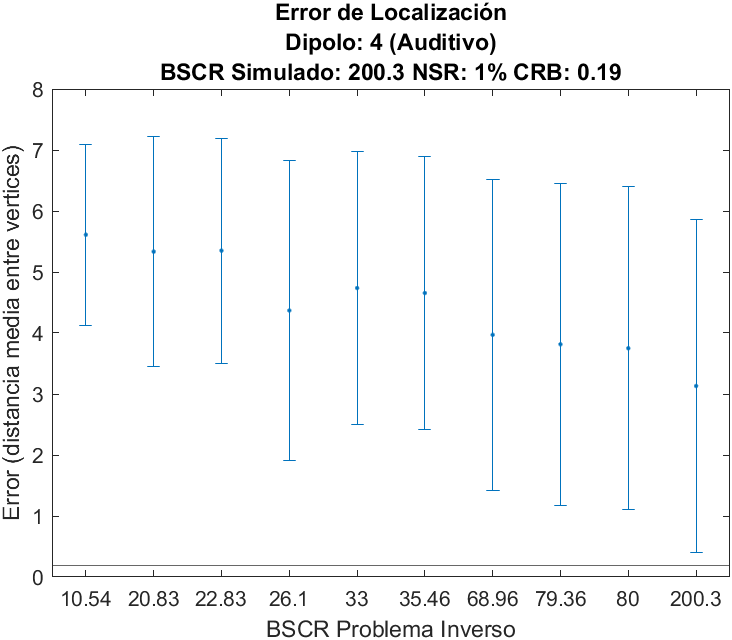 Error de Localización
Dipolo: 4 (Auditivo)
BSCR Simulado: 200.3 NSR: 1% CRB: 0.19
8
7
6
5
4
3
2
1
0
Error (distancia media entre vertices)
10.54 20.83 22.83 26.1 33 35.46 68.96 79.36 80 200.3
BSCR Problema Inverso